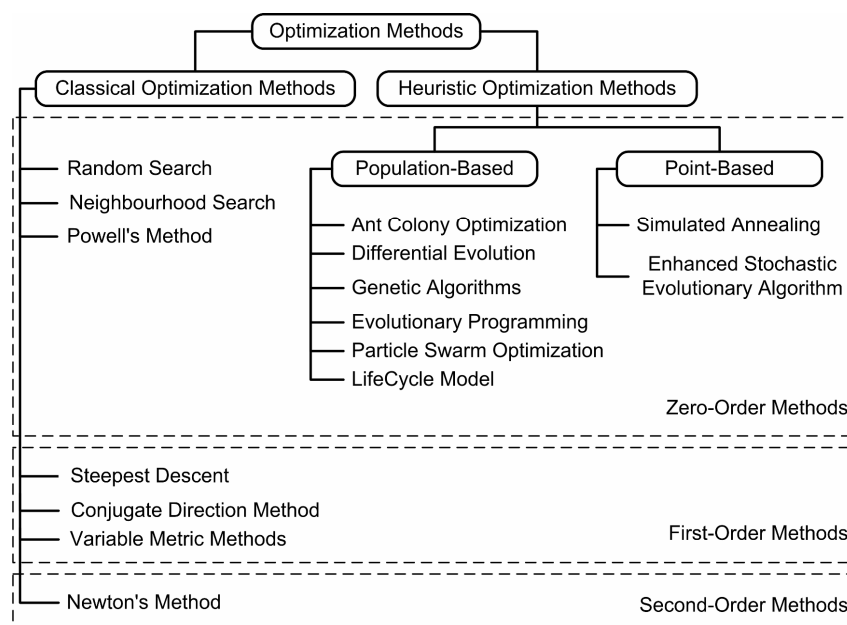 Optimization Methods
Classical Optimization Methods
Heuristic Optimization Methods
Random Search
Neighbourhood Search
Powell's Method
Population-Based
Ant Colony Optimization
Differential Evolution
Genetic Algorithms
Evolutionary Programming
Particle Swarm Optimization
LifeCycle Model
Point-Based
Simulated Annealing
Enhanced Stochastic
Evolutionary Algorithm
Zero-Order Methods
Steepest Descent
Conjugate Direction Method
Variable Metric Methods
First-Order Methods
Newton's Method
Second-Order Methods